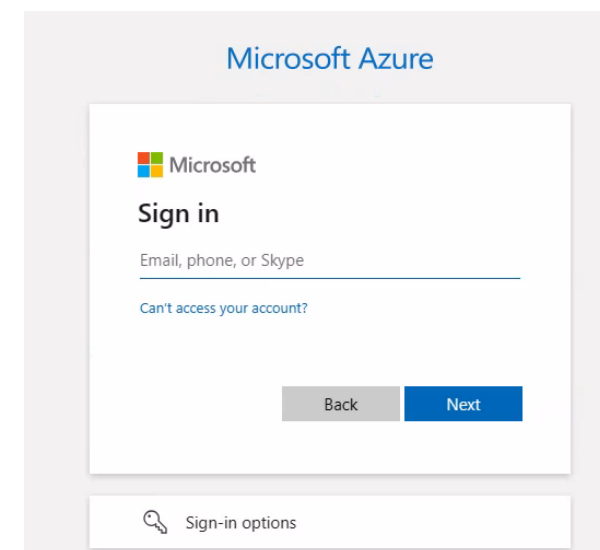 Microsoft Azure
Microsoft
Sign in
Email, phone, or Skype
Can't access your account?
Back Next
Sign-in options